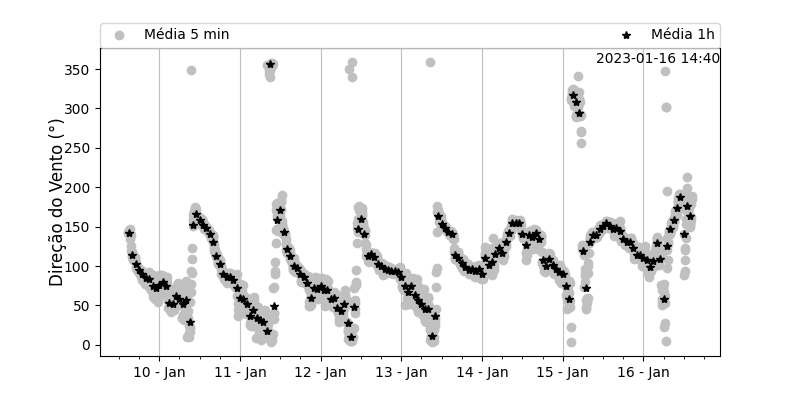 Média 5 min
Média 1h
2023-01-16 14:40
Direção do Vento (°)
350
300
250
200
150
100
50
0
10 - Jan
11 - Jan
12 - Jan
13 - Jan
14 - Jan
15 - Jan
16 - Jan